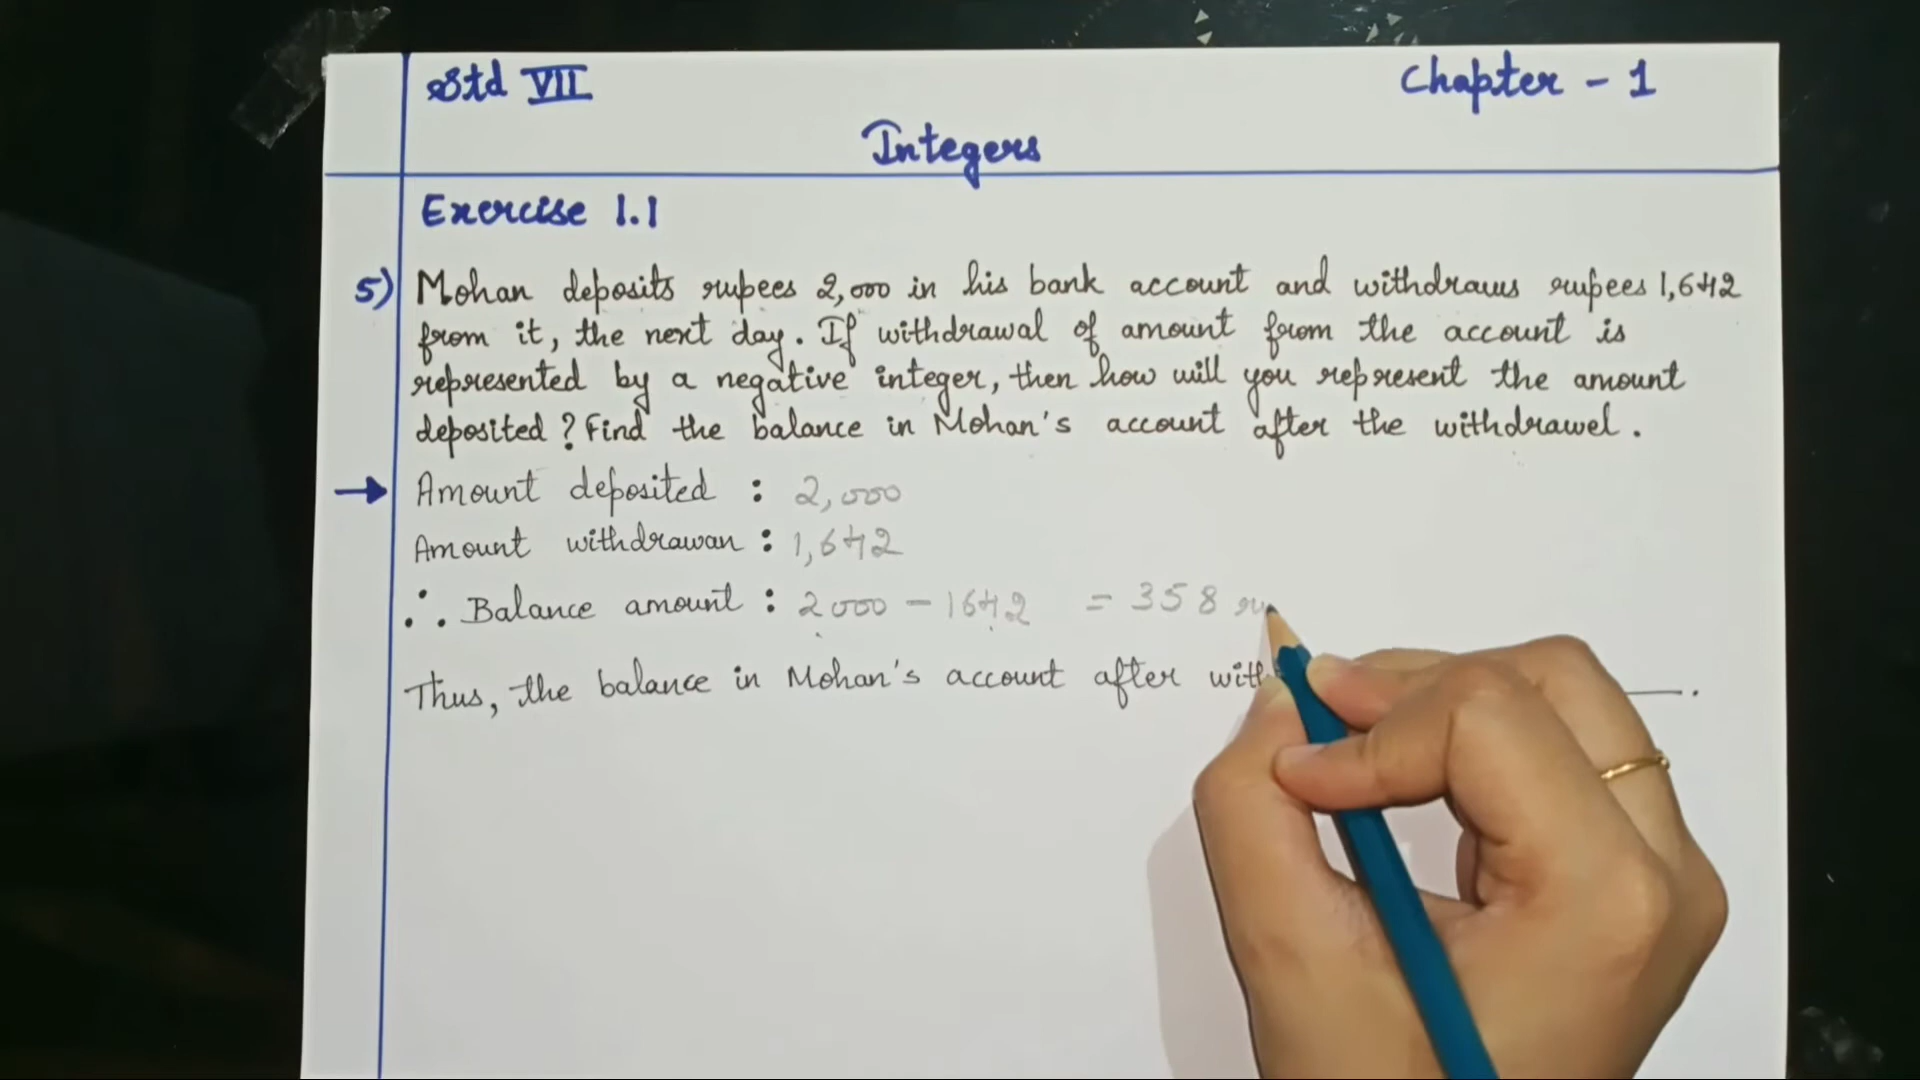 Std VII
Chapter - 1
Integers
Exercise 1.1
5) Mohan deposits rupees 2,000 in his bank account and withdraws rupees 1,642
from it, the next day. If withdrawal of amount from the account is
represented by a negative integer, then how will you represent the amount
deposited? Find the balance in Mohan's account after the withdrawel.
→ Amount deposited : 2,000
Amount withdrawan : 1,642
∴ Balance amount : 2000 - 1642 = 358 ru
Thus, the balance in Mohan's account after with